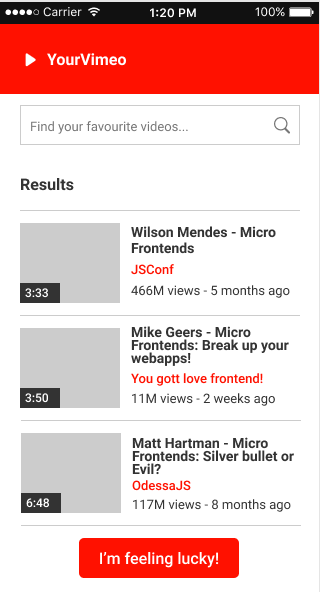 Carrier 1:20 PM 100%
YourVimeo
Find your favourite videos...
Results
Wilson Mendes - Micro
Frontends
JSConf
466M views - 5 months ago
3:33
Mike Geers - Micro
Frontends: Break up your
webapps!
You gott love frontend!
11M views - 2 weeks ago
3:50
Matt Hartman - Micro
Frontends: Silver bullet or
Evil?
OdessaJS
117M views - 8 months ago
6:48
I'm feeling lucky!